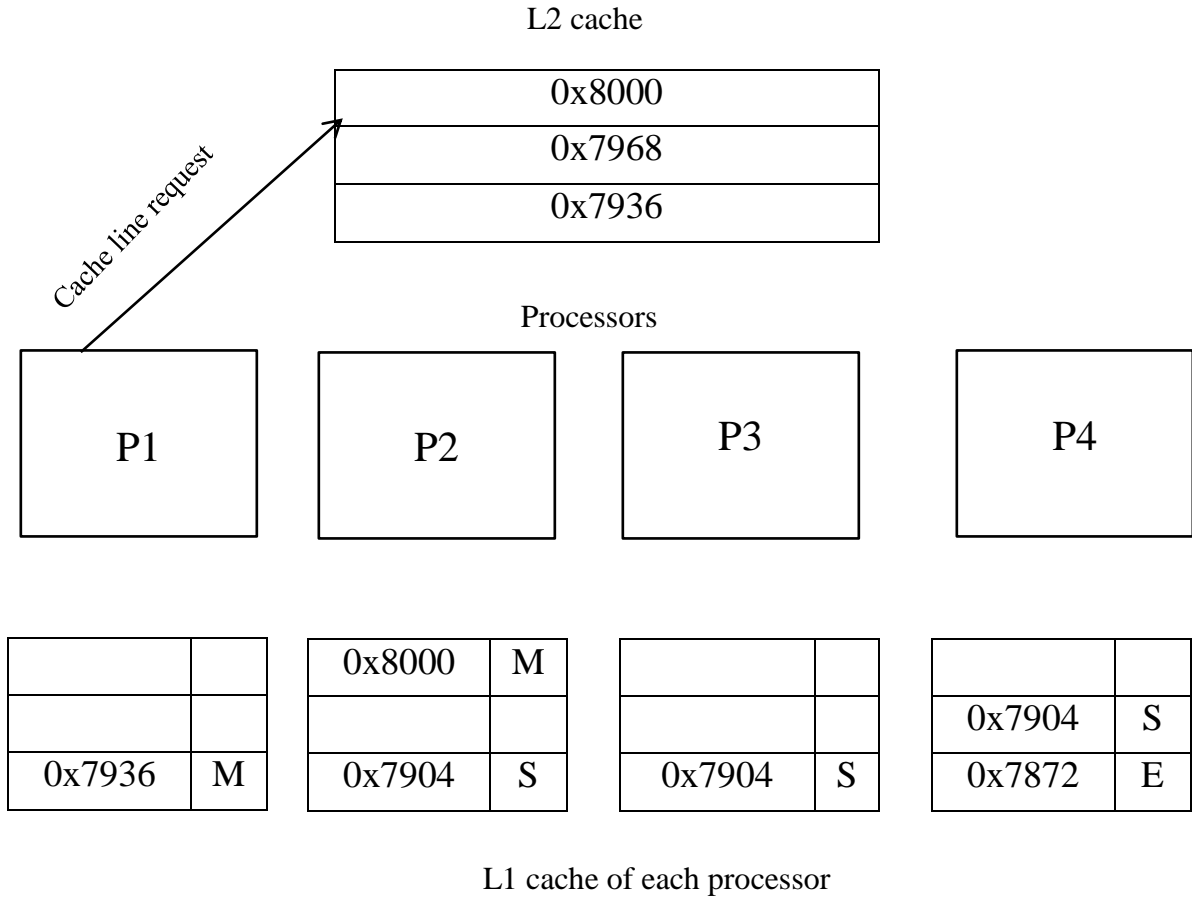 L2 cache
0x8000
0x7968
0x7936
Cache line request
Processors
P1
P2
P3
P4
0x8000 M
0x7904 S
0x7936 M
0x7904 S
0x7904 S
0x7872 E
L1 cache of each processor